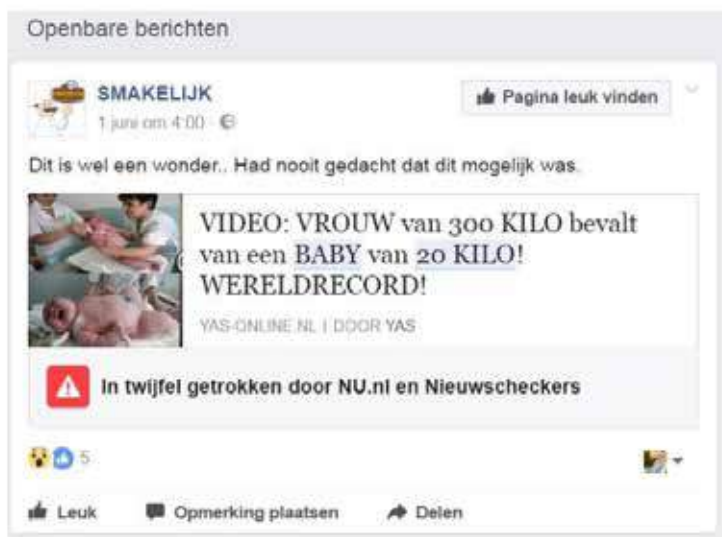 Openbare berichten
SMAKELIJK
Pagina leuk vinden
1 juni om 4:00
Dit is wel een wonder.. Had nooit gedacht dat dit mogelijk was.
VIDEO: VROUW van 300 KILO bevalt
van een BABY van 20 KILO!
WERELDRECORD!
YAS-ONLINE.NL | DOOR YAS
In twijfel getrokken door NU.nl en Nieuwscheckers
5
Leuk Opmerking plaatsen Delen